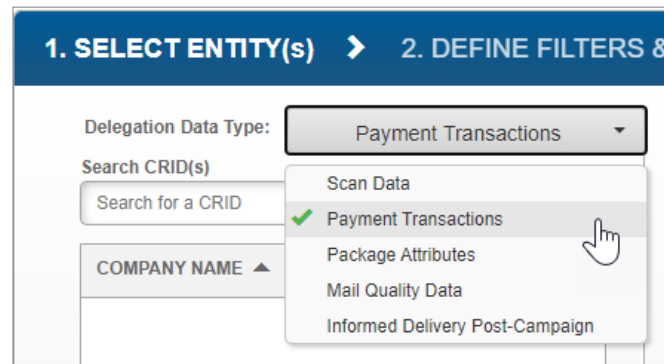 1. SELECT ENTITY(s) 2. DEFINE FILTERS &
Delegation Data Type: Payment Transactions
Search CRID(s)
Search for a CRID
Scan Data
Payment Transactions
Package Attributes
Mail Quality Data
Informed Delivery Post-Campaign
COMPANY NAME